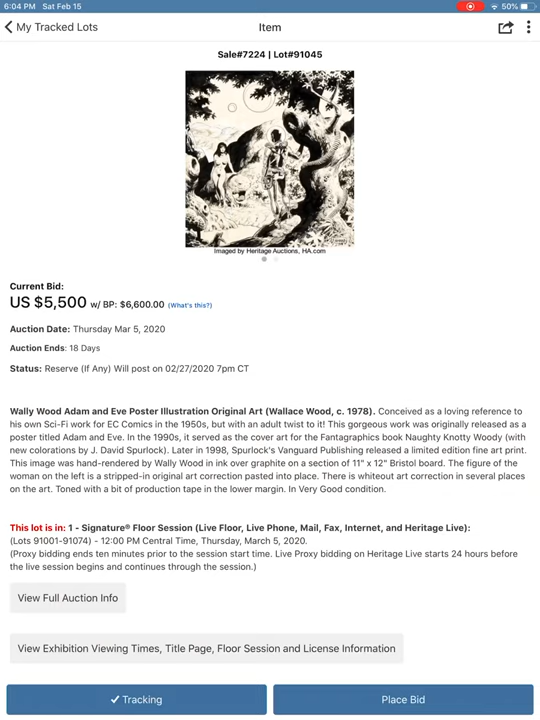 6:04 PM Sat Feb 15
50%
My Tracked Lots
Item
Sale#7224 | Lot#91045
Imaged by Heritage Auctions, HA.com
Current Bid:
US $5,500 w/ BP: $6,600.00 (What's this?)
Auction Date: Thursday Mar 5, 2020
Auction Ends: 18 Days
Status: Reserve (If Any) Will post on 02/27/2020 7pm CT
Wally Wood Adam and Eve Poster Illustration Original Art (Wallace Wood, c. 1978). Conceived as a loving reference to
his own Sci-Fi work for EC Comics in the 1950s, but with an adult twist to it! This gorgeous work was originally released as a
poster titled Adam and Eve. In the 1990s, it served as the cover art for the Fantagraphics book Naughty Knotty Woody (with
new colorations by J. David Spurlock). Later in 1998, Spurlock's Vanguard Publishing released a limited edition fine art print.
This image was hand-rendered by Wally Wood in ink over graphite on a section of 11" x 12" Bristol board. The figure of the
woman on the left is a stripped-in original art correction pasted into place. There is whiteout art correction in several places
on the art. Toned with a bit of production tape in the lower margin. In Very Good condition.
This lot is in: 1 - Signature® Floor Session (Live Floor, Live Phone, Mail, Fax, Internet, and Heritage Live):
(Lots 91001-91074) - 12:00 PM Central Time, Thursday, March 5, 2020.
(Proxy bidding ends ten minutes prior to the session start time. Live Proxy bidding on Heritage Live starts 24 hours before
the live session begins and continues through the session.)
View Full Auction Info
View Exhibition Viewing Times, Title Page, Floor Session and License Information
✓ Tracking
Place Bid